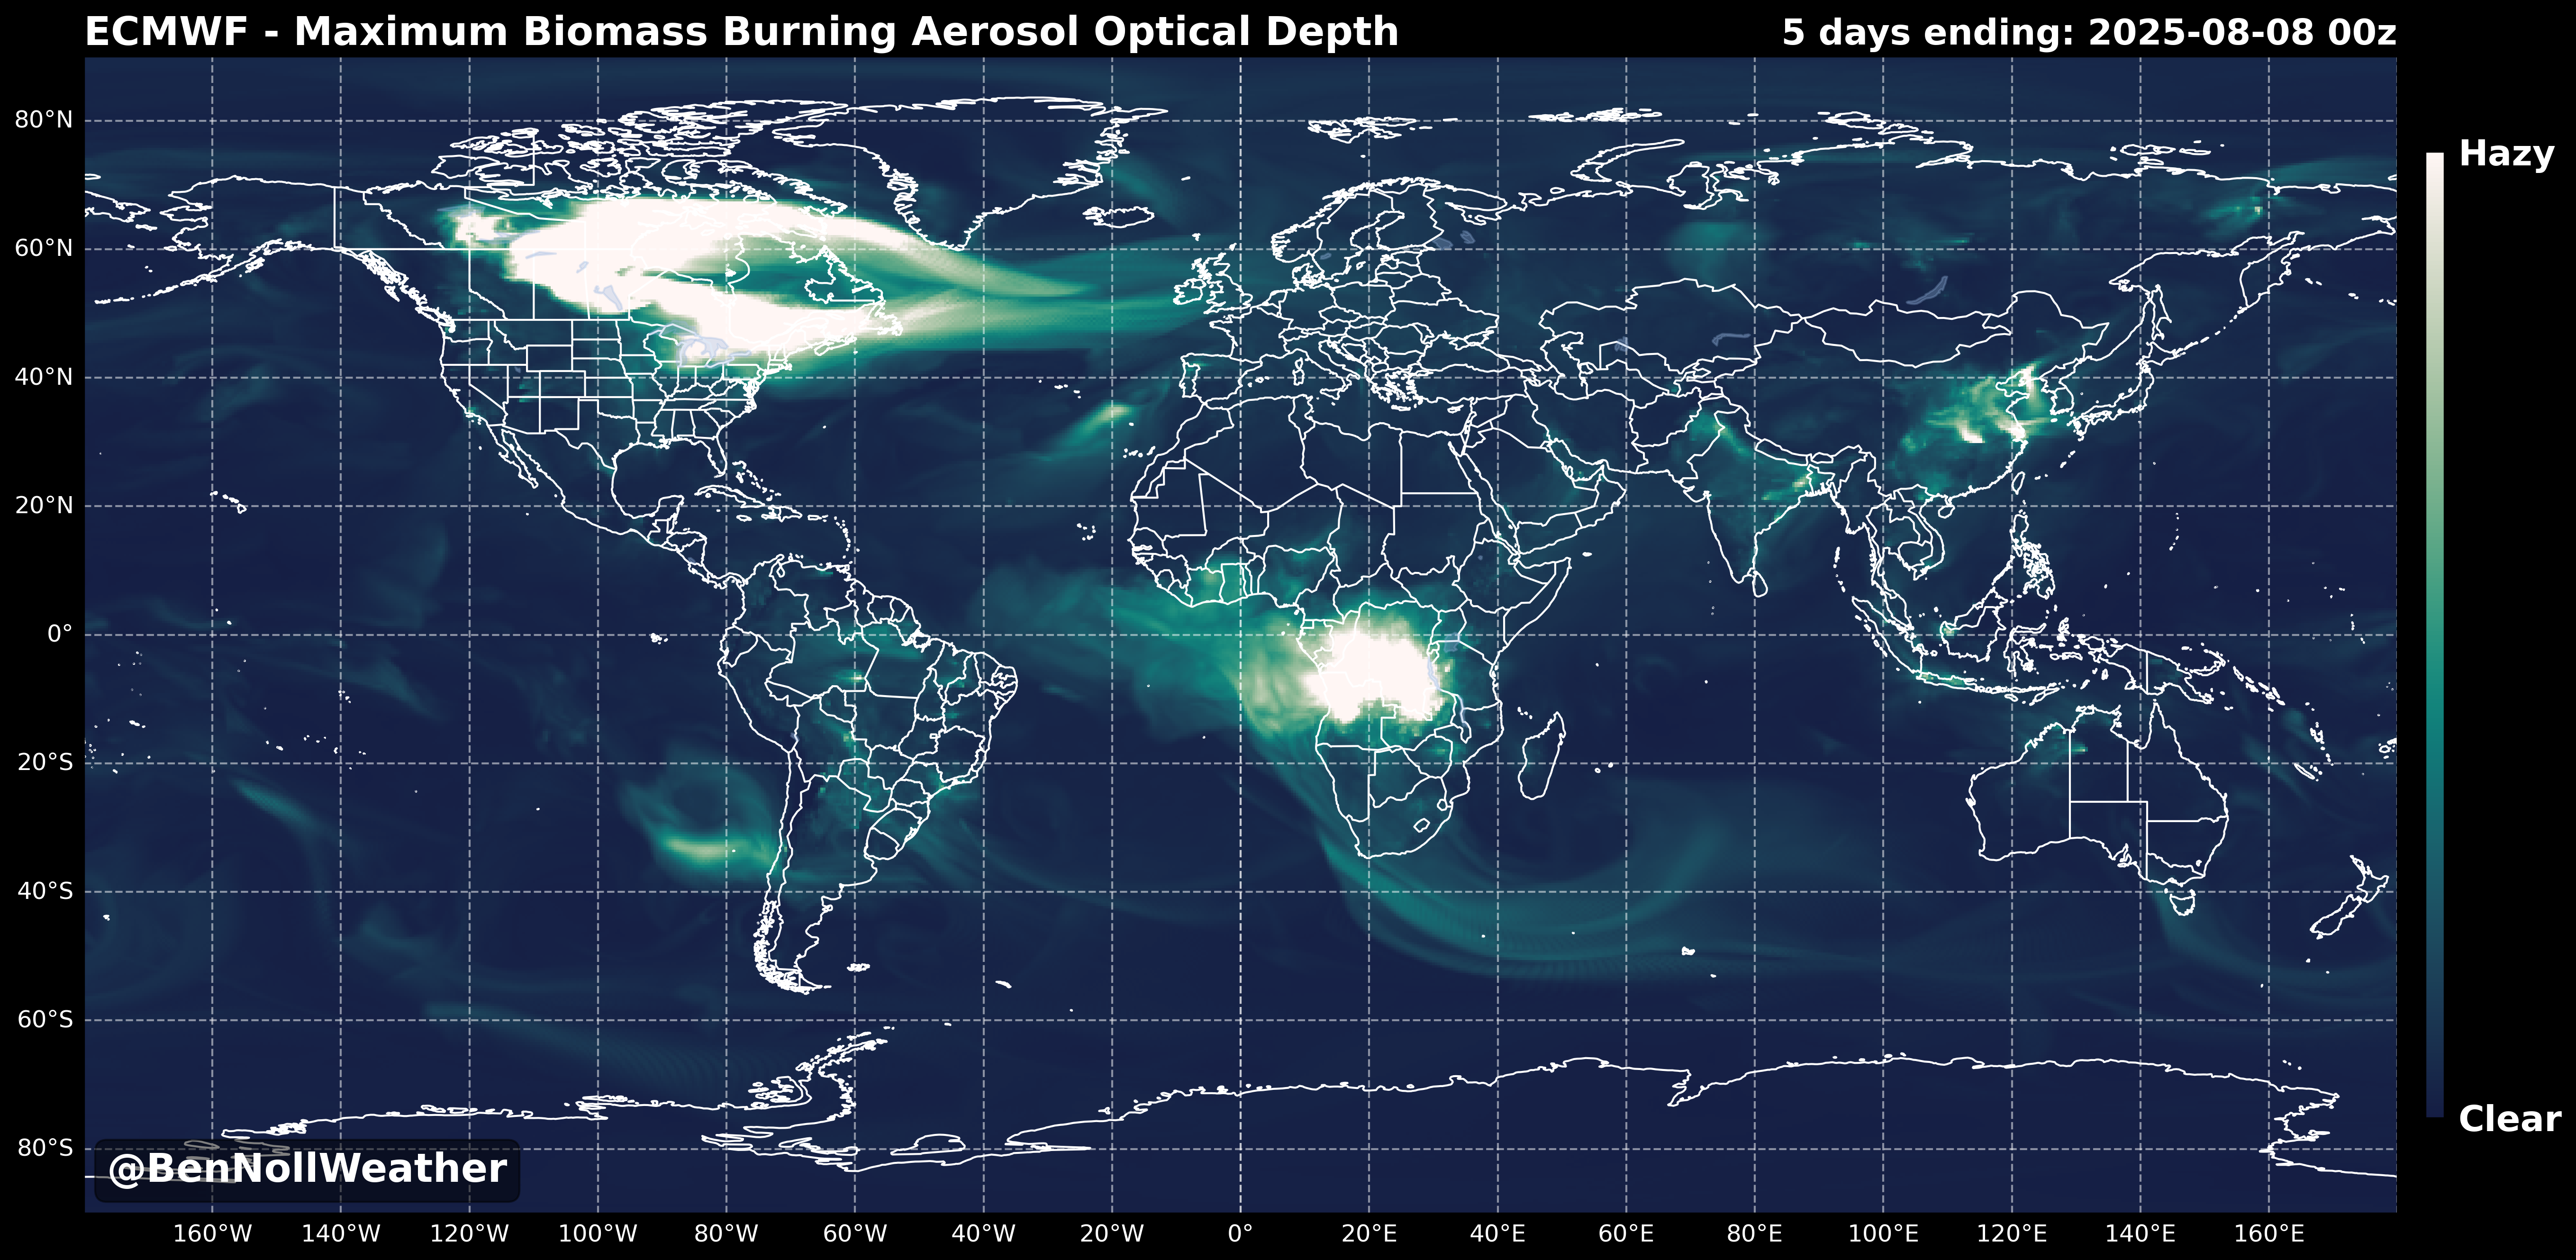 ECMWF - Maximum Biomass Burning Aerosol Optical Depth
5 days ending: 2025-08-08 00z
80°N
60°N
40°N
20°N
0°
20°S
40°S
60°S
80°S
Hazy
Clear
@BenNollWeather
160°W 140°W 120°W 100°W 80°W 60°W 40°W 20°W 0° 20°E 40°E 60°E 80°E 100°E 120°E 140°E 160°E